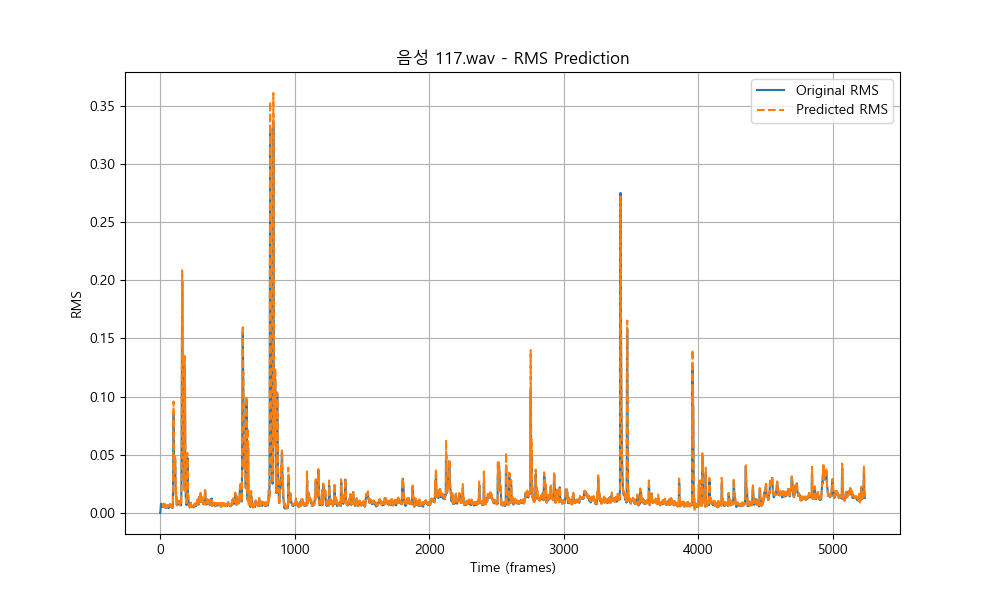 음성 117.wav - RMS Prediction
Original RMS
Predicted RMS
RMS
0.35
0.30
0.25
0.20
0.15
0.10
0.05
0.00
0 1000 2000 3000 4000 5000
Time (frames)